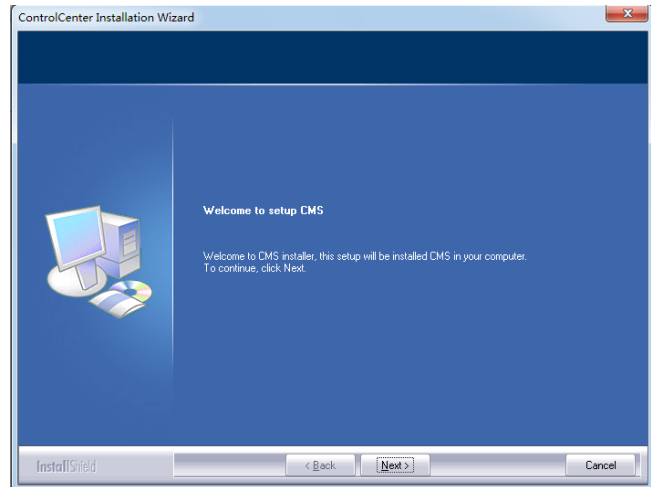 ControlCenter Installation Wizard
Welcome to setup CMS
Welcome to CMS installer, this setup will be installed CMS in your computer.
To continue, click Next.
InstallShield
< Back
Next >
Cancel